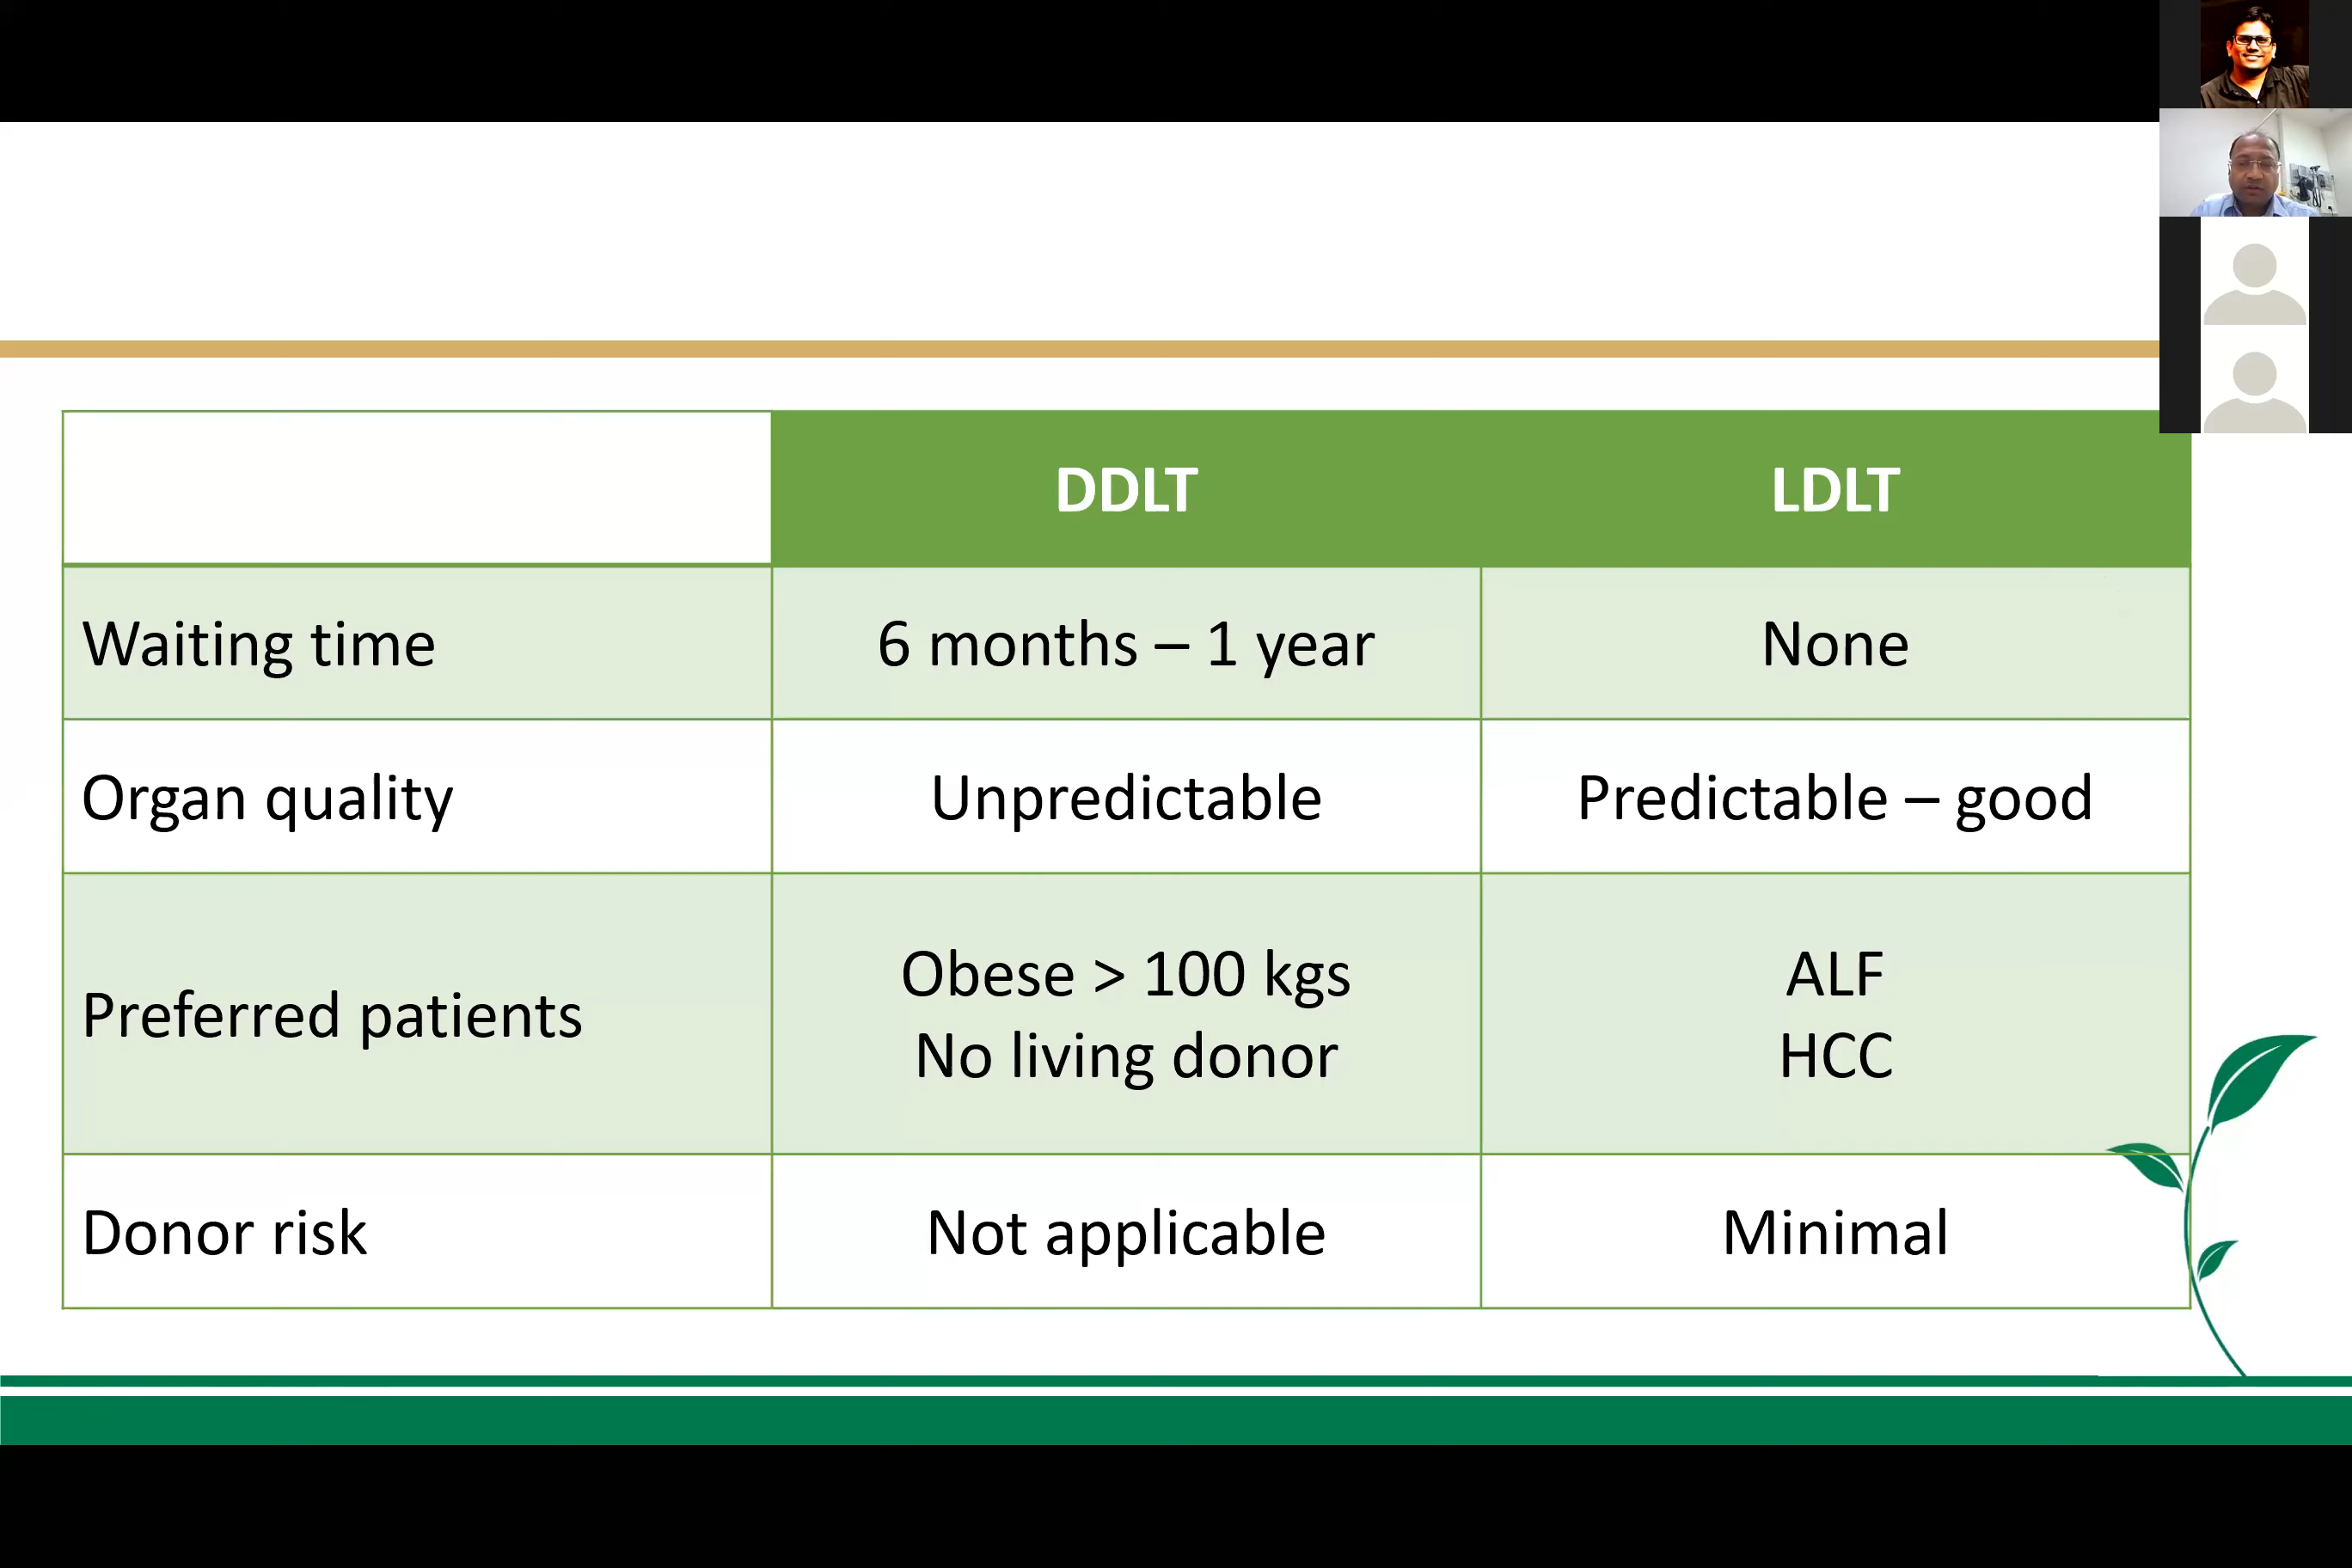 DDLT LDLT
Waiting time 6 months – 1 year None
Organ quality Unpredictable Predictable – good
Preferred patients
Obese > 100 kgs
No living donor
ALF
HCC
Donor risk Not applicable Minimal